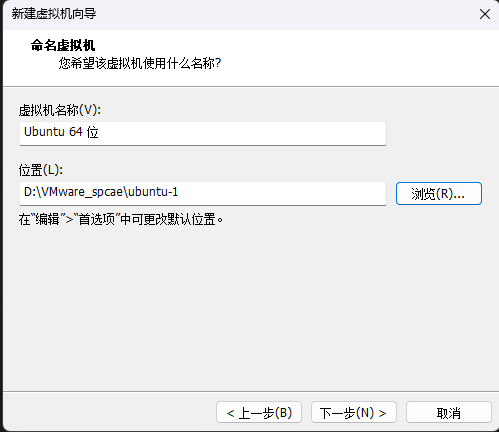 新建虚拟机向导
命名虚拟机
您希望该虚拟机使用什么名称?
虚拟机名称(V):
Ubuntu 64 位
位置(L):
D:\VMware_spcae\ubuntu-1
浏览(R)...
在“编辑”>“首选项”中可更改默认位置。
< 上一步(B)
下一步(N) >
取消